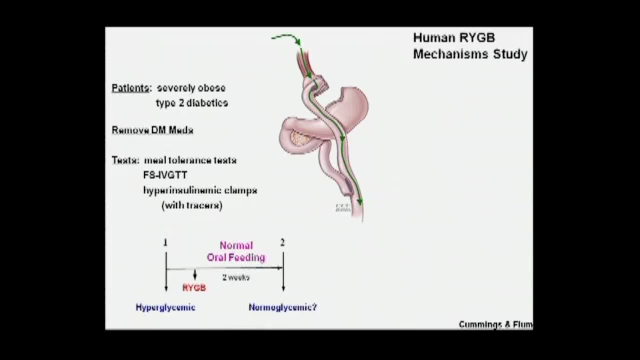 Human RYGB
Mechanisms Study
Patients: severely obese
type 2 diabetics
Remove DM Meds
Tests: meal tolerance tests
FS-IVGTT
hyperinsulinemic clamps
(with tracers)
1
2
Normal
Oral Feeding
2 weeks
RYGB
Hyperglycemic
Normoglycemic?
Cummings & Flum